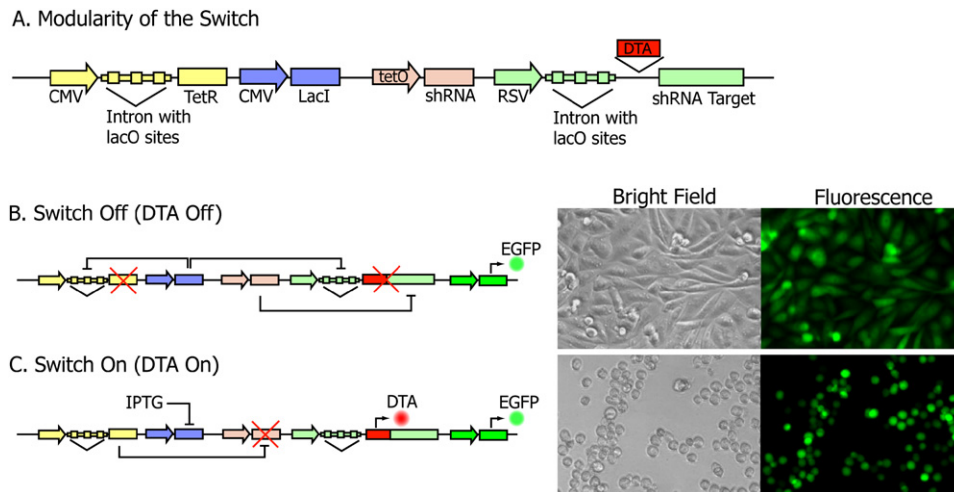 A. Modularity of the Switch
DTA
tetO
CMV
TetR
CMV
LacI
shRNA
RSV
shRNA Target
Intron with
lacO sites
Intron with
lacO sites
Bright Field
Fluorescence
B. Switch Off (DTA Off)
EGFP
C. Switch On (DTA On)
IPTG
DTA
EGFP